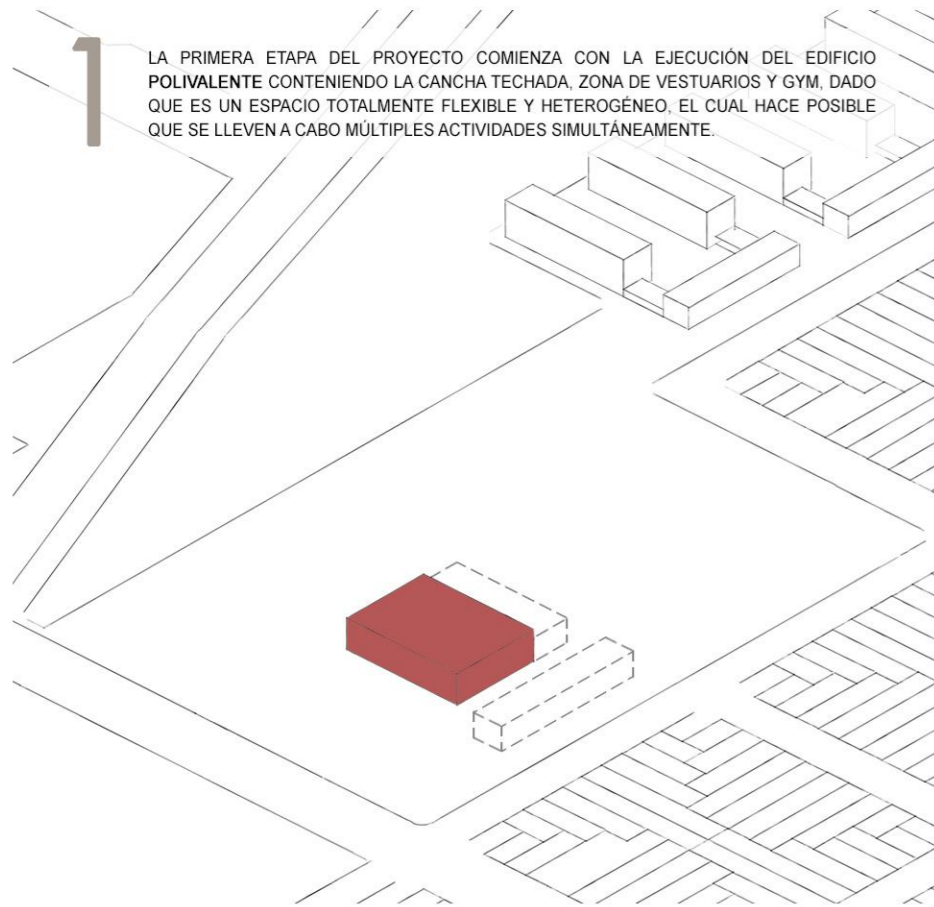 1
LA PRIMERA ETAPA DEL PROYECTO COMIENZA CON LA EJECUCIÓN DEL EDIFICIO
POLIVALENTE CONTENIENDO LA CANCHA TECHADA, ZONA DE VESTUARIOS Y GYM, DADO
QUE ES UN ESPACIO TOTALMENTE FLEXIBLE Y HETEROGÉNEO, EL CUAL HACE POSIBLE
QUE SE LLEVEN A CABO MÚLTIPLES ACTIVIDADES SIMULTÁNEAMENTE.